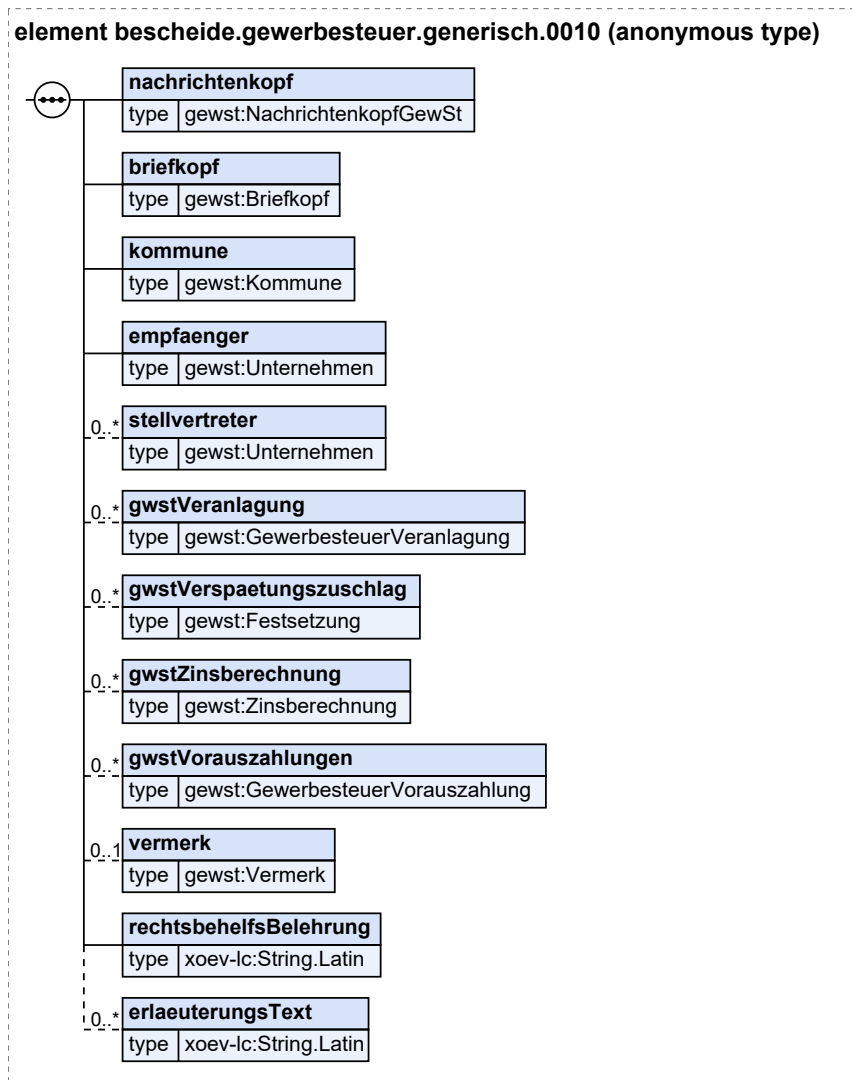 element bescheide.gewerbesteuer.generisch.0010 (anonymous type)
nachrichtenkopf
type gewst:NachrichtenkopfGewSt
briefkopf
type gewst:Briefkopf
kommune
type gewst:Kommune
empfaenger
type gewst:Unternehmen
0..* stellvertreter
type gewst:Unternehmen
0..* gwstVeranlagung
type gewst:GewerbesteuerVeranlagung
0..* gwstVerspaetungszuschlag
type gewst:Festsetzung
0..* gwstZinsberechnung
type gewst:Zinsberechnung
0..* gwstVorauszahlungen
type gewst:GewerbesteuerVorauszahlung
0..1 vermerk
type gewst:Vermerk
rechtsbehelfsBelehrung
type xoev-lc:String.Latin
0..* erlaeuterungsText
type xoev-lc:String.Latin